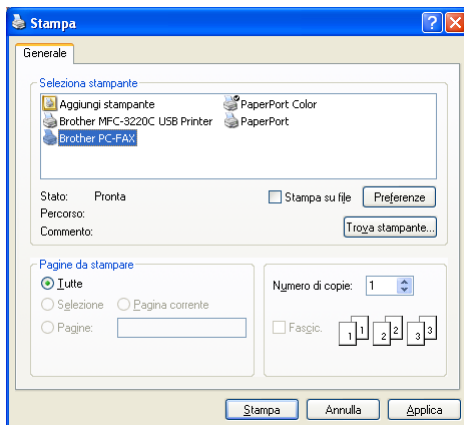 Stampa
Generale
Seleziona stampante
Aggiungi stampante
PaperPort Color
Brother MFC-3220C USB Printer
PaperPort
Brother PC-FAX
Stato: Pronta
Stampa su file
Preferenze
Percorso:
Commento:
Trova stampante...
Pagine da stampare
Tutte
Numero di copie: 1
Selezione
Pagina corrente
Pagine:
Fascic.
1 1 2 2 3 3
Stampa
Annulla
Applica